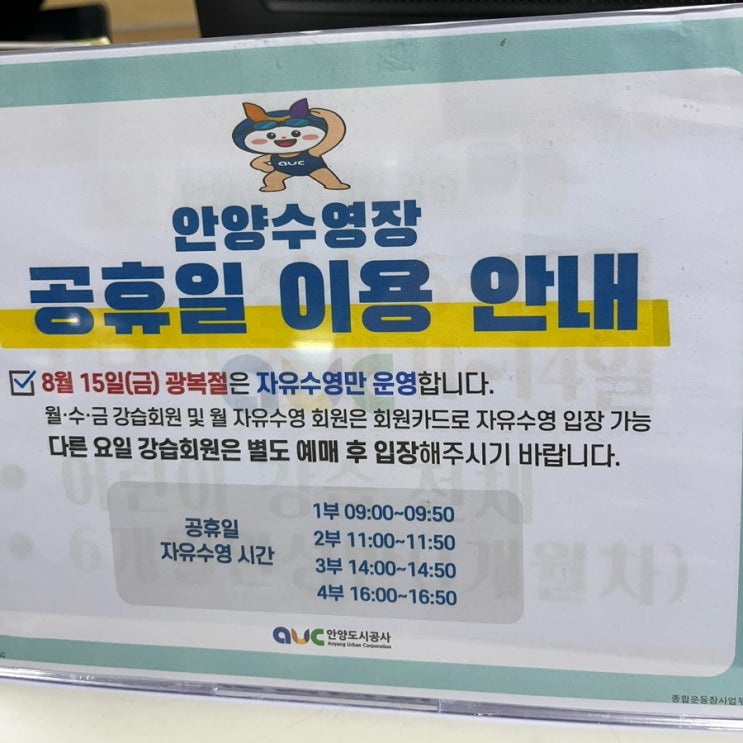 auc
안양수영장
공휴일 이용 안내
8월 15일(금) 광복절은 자유수영만 운영합니다.
월·수·금 강습회원 및 월 자유수영 회원은 회원카드로 자유수영 입장 가능
다른 요일 강습회원은 별도 예매 후 입장해주시기 바랍니다.
공휴일
자유수영 시간
1부 09:00~09:50
2부 11:00~11:50
3부 14:00~14:50
4부 16:00~16:50
auc 안양도시공사
Anyang Urban Corporation